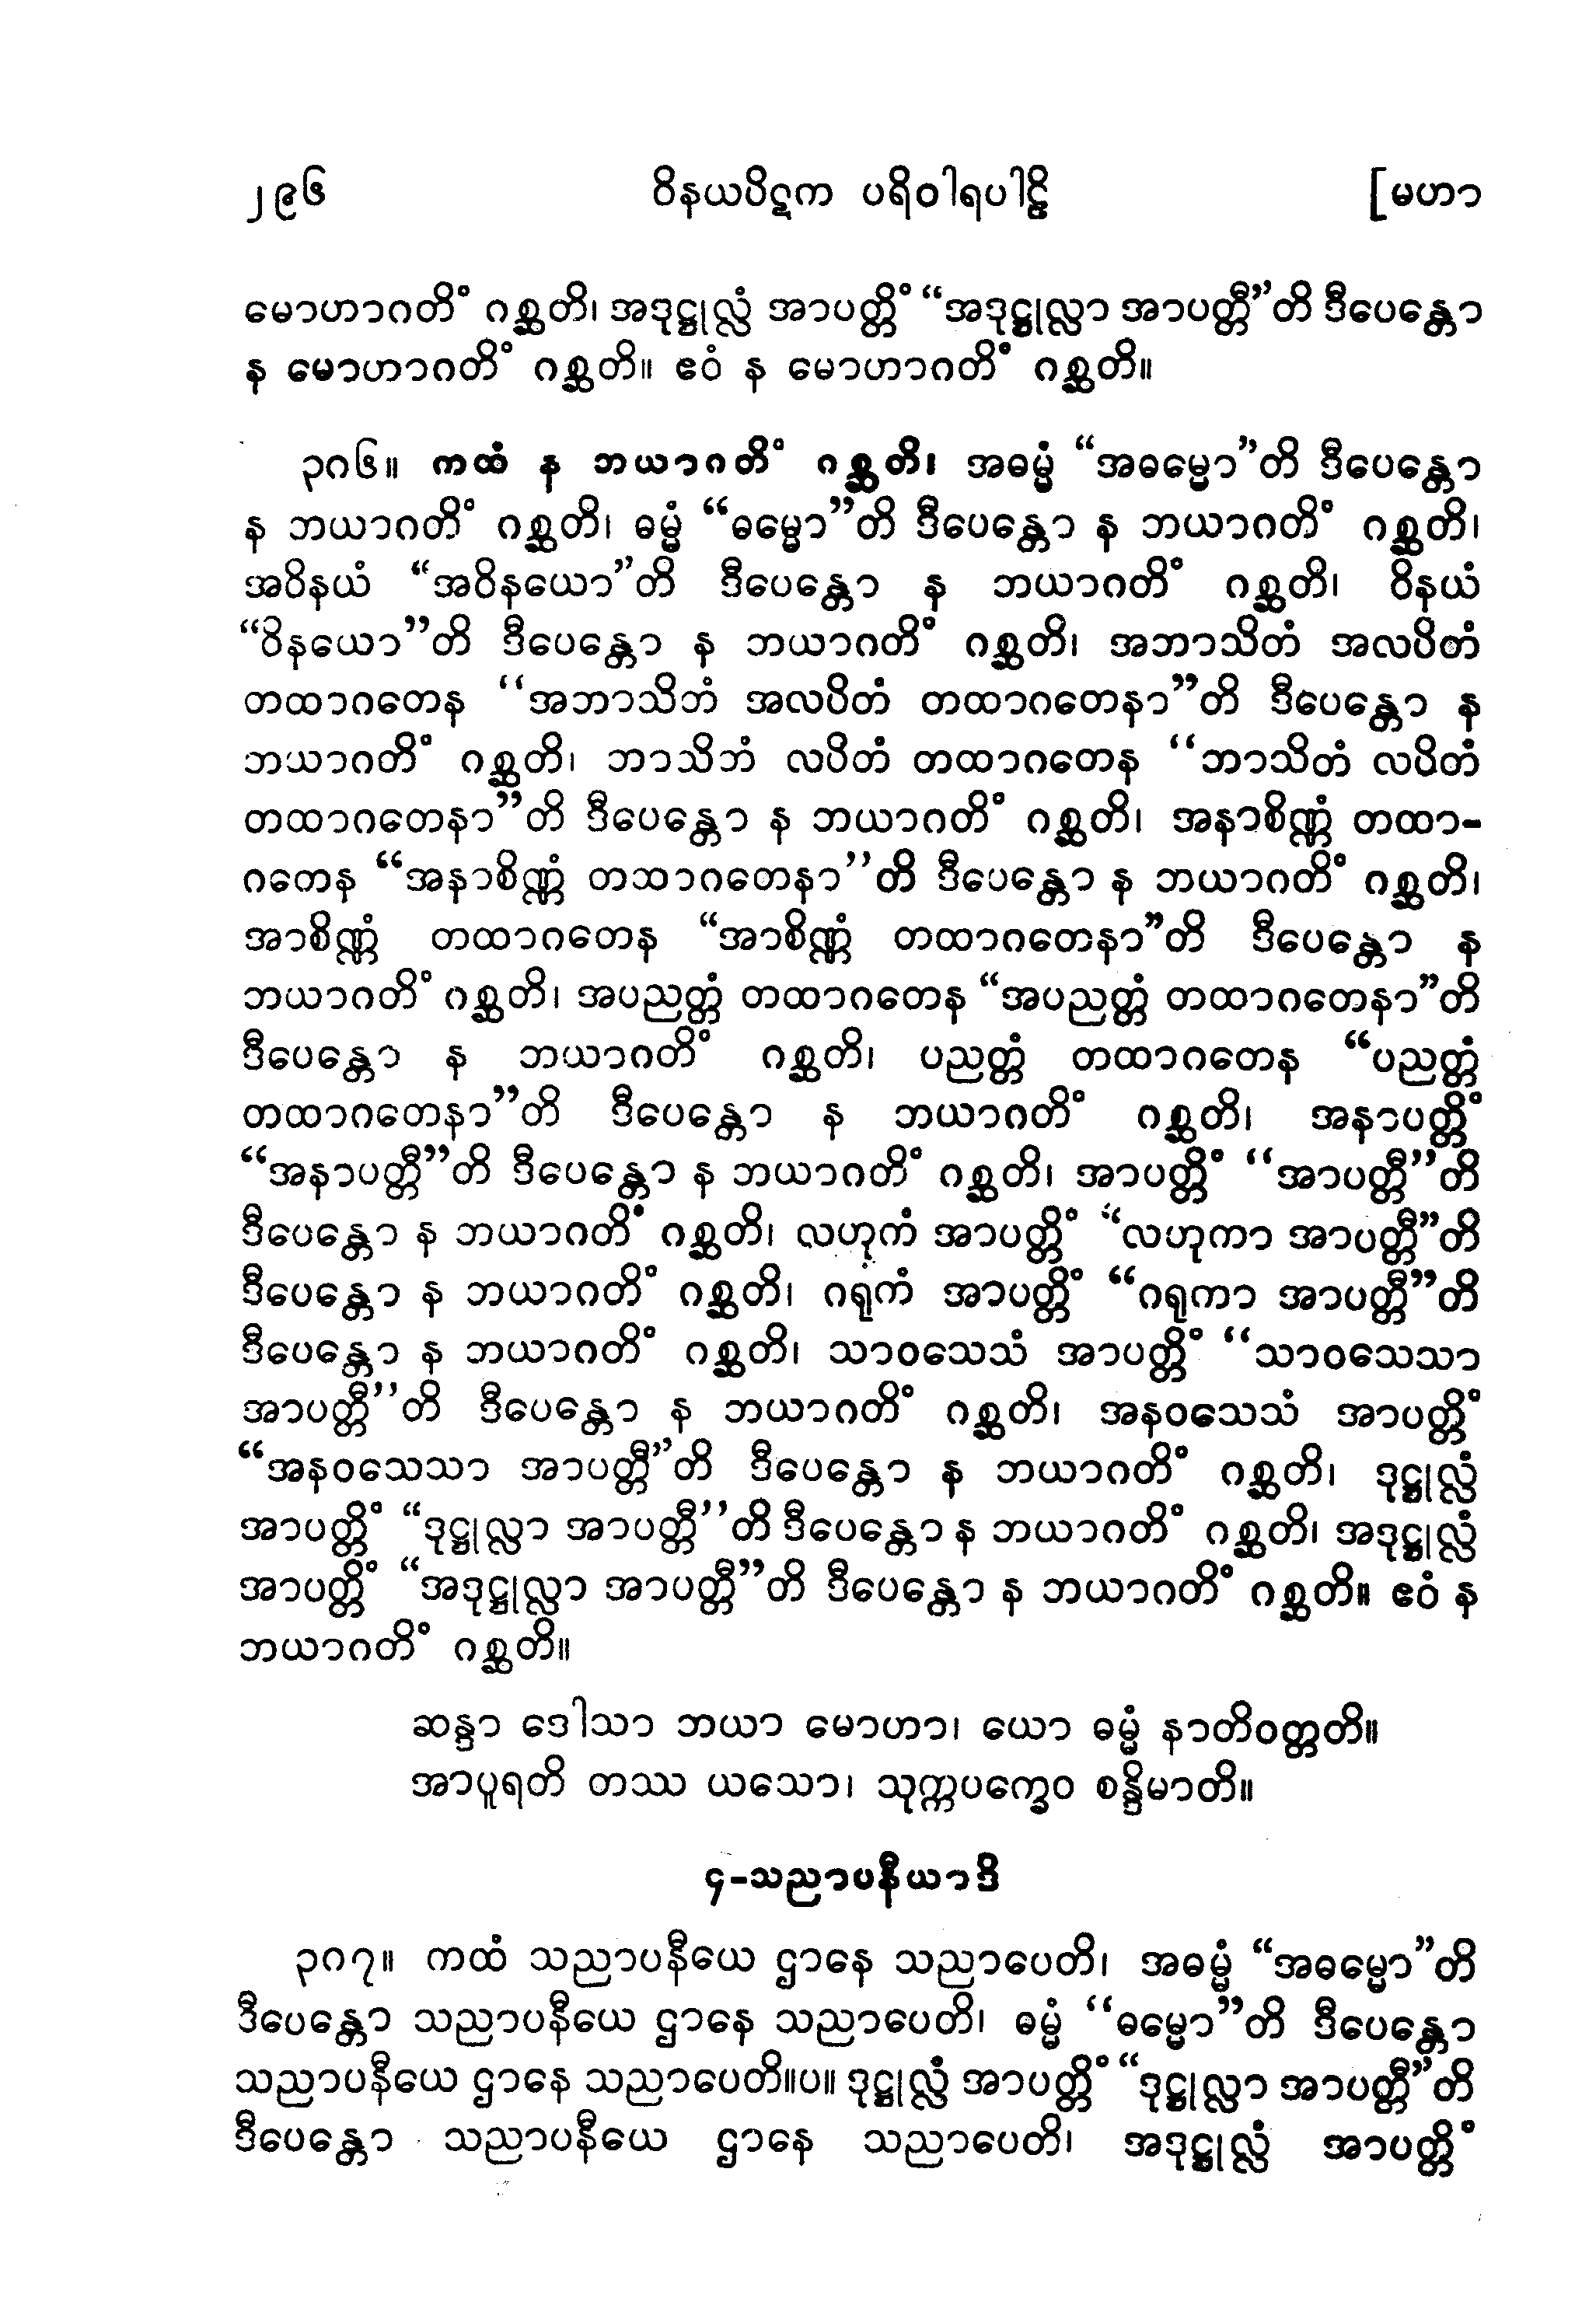 ၂၉၆ ဝိနယပိဋက ပရိဝါရပါဠိ [မဟာ
မောဟာဂတိံ ဂစ္ဆတိ၊ အဒုဋ္ဌုလ္လံ အာပတ္တိံ “အဒုဋ္ဌုလ္လာ အာပတ္တီ”တိ ဒီပေန္တော
န မောဟာဂတိံ ဂစ္ဆတိ။ ဧဝံ န မောဟာဂတိံ ဂစ္ဆတိ။
၃၈၆။ ကထံ န ဘယာဂတိံ ဂစ္ဆတိ၊ အဓမ္မံ “အဓမ္မော”တိ ဒီပေန္တော
န ဘယာဂတိံ ဂစ္ဆတိ၊ ဓမ္မံ “ဓမ္မော”တိ ဒီပေန္တော န ဘယာဂတိံ ဂစ္ဆတိ၊
အဝိနယံ “အဝိနယော”တိ ဒီပေန္တော န ဘယာဂတိံ ဂစ္ဆတိ၊ ဝိနယံ
“ဝိနယော”တိ ဒီပေန္တော န ဘယာဂတိံ ဂစ္ဆတိ၊ အဘာသိတံ အလပိတံ
တထာဂတေန “အဘာသိဘံ အလပိတံ တထာဂတေနာ”တိ ဒီပေန္တော န
ဘယာဂတိံ ဂစ္ဆတိ၊ ဘာသိဘံ လပိတံ တထာဂတေန “ဘာသိတံ လပိတံ
တထာဂတေနာ”တိ ဒီပေန္တော န ဘယာဂတိံ ဂစ္ဆတိ၊ အနာစိဏ္ဏံ တထာ-
ဂတေန “အနာစိဏ္ဏံ တထာဂတေနာ”တိ ဒီပေန္တော န ဘယာဂတိံ ဂစ္ဆတိ၊
အာစိဏ္ဏံ တထာဂတေန “အာစိဏ္ဏံ တထာဂတေနာ”တိ ဒီပေန္တော န
ဘယာဂတိံ ဂစ္ဆတိ၊ အပညတ္တံ တထာဂတေန “အပညတ္တံ တထာဂတေနာ”တိ
ဒီပေန္တော န ဘယာဂတိံ ဂစ္ဆတိ၊ ပညတ္တံ တထာဂတေန “ပညတ္တံ
တထာဂတေနာ”တိ ဒီပေန္တော န ဘယာဂတိံ ဂစ္ဆတိ၊ အနာပတ္တိံ
“အနာပတ္တီ”တိ ဒီပေန္တော န ဘယာဂတိံ ဂစ္ဆတိ၊ အာပတ္တိံ “အာပတ္တီ”တိ
ဒီပေန္တော န ဘယာဂတိံ ဂစ္ဆတိ၊ လဟုကံ အာပတ္တိံ “လဟုကာ အာပတ္တီ”တိ
ဒီပေန္တော န ဘယာဂတိံ ဂစ္ဆတိ၊ ဂရုကံ အာပတ္တိံ “ဂရုကာ အာပတ္တီ”တိ
ဒီပေန္တော န ဘယာဂတိံ ဂစ္ဆတိ၊ သာဝသေသံ အာပတ္တိံ “သာဝသေသာ
အာပတ္တီ”တိ ဒီပေန္တော န ဘယာဂတိံ ဂစ္ဆတိ၊ အနဝသေသံ အာပတ္တိံ
“အနဝသေသာ အာပတ္တီ”တိ ဒီပေန္တော န ဘယာဂတိံ ဂစ္ဆတိ၊ ဒုဋ္ဌုလ္လံ
အာပတ္တိံ “ဒုဋ္ဌုလ္လာ အာပတ္တီ”တိ ဒီပေန္တော န ဘယာဂတိံ ဂစ္ဆတိ၊ အဒုဋ္ဌုလ္လံ
အာပတ္တိံ “အဒုဋ္ဌုလ္လာ အာပတ္တီ”တိ ဒီပေန္တော န ဘယာဂတိံ ဂစ္ဆတိ။ ဧဝံ န
ဘယာဂတိံ ဂစ္ဆတိ။
ဆန္ဒာ ဒေါသာ ဘယာ မောဟာ၊ ယော ဓမ္မံ နာတိဝတ္တတိ။
အာပူရတိ တဿ ယသော၊ သုက္ကပက္ခေဝ စန္ဒိမာတိ။
၄-သညာပနီယာဒိ
၃၈၇။ ကထံ သညာပနီယေ ဌာနေ သညာပေတိ၊ အဓမ္မံ “အဓမ္မော”တိ
ဒီပေန္တော သညာပနီယေ ဌာနေ သညာပေတိ၊ ဓမ္မံ “ဓမ္မော”တိ ဒီပေန္တော
သညာပနီယေ ဌာနေ သညာပေတိ။ပ။ ဒုဋ္ဌုလ္လံ အာပတ္တိံ “ဒုဋ္ဌုလ္လာ အာပတ္တီ”တိ
ဒီပေန္တော သညာပနီယေ ဌာနေ သညာပေတိ၊ အဒုဋ္ဌုလ္လံ အာပတ္တိံ